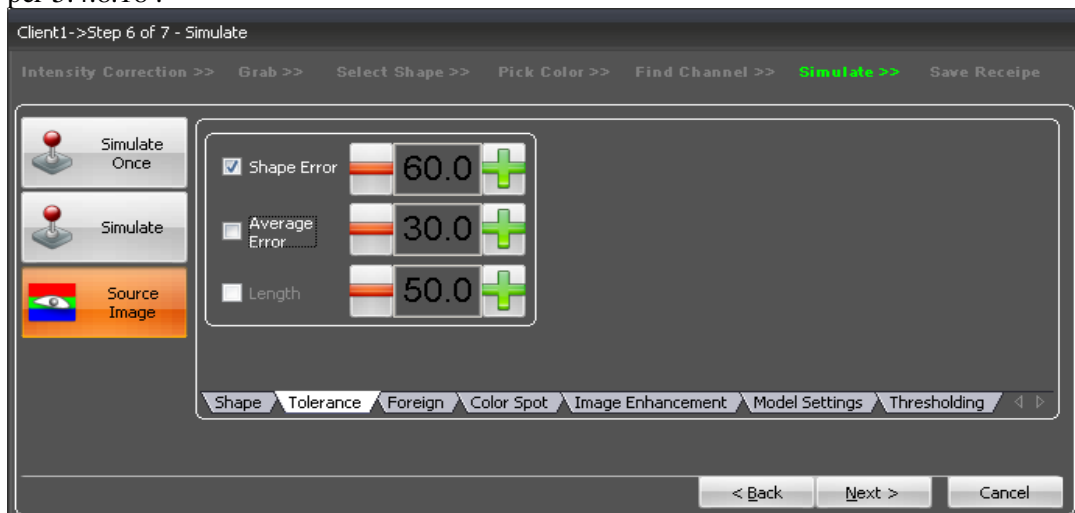 Client1->Step 6 of 7 - Simulate
Intensity Correction >> Grab >> Select Shape >> Pick Color >> Find Channel >> Simulate >> Save Receipe
Simulate
Once
Simulate
Source
Image
Shape Error 60.0
Average
Error 30.0
Length 50.0
Shape Tolerance Foreign Color Spot Image Enhancement Model Settings Thresholding
< Back Next > Cancel